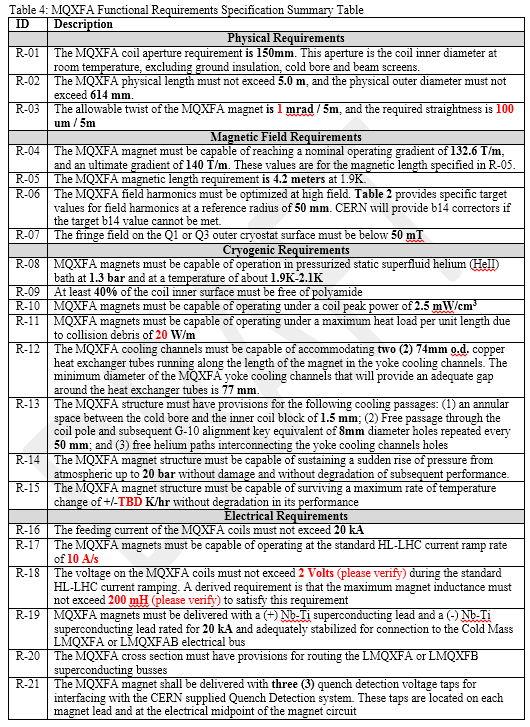 Table 4: MQXFA Functional Requirements Specification Summary Table
ID Description
Physical Requirements
R-01 The MQXFA coil aperture requirement is 150mm. This aperture is the coil inner diameter at
room temperature, excluding ground insulation, cold bore and beam screens.
R-02 The MQXFA physical length must not exceed 5.0 m, and the physical outer diameter must not
exceed 614 mm.
R-03 The allowable twist of the MQXFA magnet is 1 mrad / 5m, and the required straightness is 100
um / 5m
Magnetic Field Requirements
R-04 The MQXFA magnet must be capable of reaching a nominal operating gradient of 132.6 T/m,
and an ultimate gradient of 140 T/m. These values are for the magnetic length specified in R-05.
R-05 The MQXFA magnetic length requirement is 4.2 meters at 1.9K.
R-06 The MQXFA field harmonics must be optimized at high field. Table 2 provides specific target
values for field harmonics at a reference radius of 50 mm. CERN will provide b14 correctors if
the target b14 value cannot be met.
R-07 The fringe field on the Q1 or Q3 outer cryostat surface must be below 50 mT
Cryogenic Requirements
R-08 MQXFA magnets must be capable of operation in pressurized static superfluid helium (HeII)
bath at 1.3 bar and at a temperature of about 1.9K-2.1K
R-09 At least 40% of the coil inner surface must be free of polyamide
R-10 MQXFA magnets must be capable of operating under a coil peak power of 2.5 mW/cm³
R-11 MQXFA magnets must be capable of operating under a maximum heat load per unit length due
to collision debris of 20 W/m
R-12 The MQXFA cooling channels must be capable of accommodating two (2) 74mm o.d. copper
heat exchanger tubes running along the length of the magnet in the yoke cooling channels. The
minimum diameter of the MQXFA yoke cooling channels that will provide an adequate gap
around the heat exchanger tubes is 77 mm.
R-13 The MQXFA structure must have provisions for the following cooling passages: (1) an annular
space between the cold bore and the inner coil block of 1.5 mm; (2) Free passage through the
coil pole and subsequent G-10 alignment key equivalent of 8mm diameter holes repeated every
50 mm; and (3) free helium paths interconnecting the yoke cooling channels holes
R-14 The MQXFA magnet structure must be capable of sustaining a sudden rise of pressure from
atmospheric up to 20 bar without damage and without degradation of subsequent performance.
R-15 The MQXFA magnet structure must be capable of surviving a maximum rate of temperature
change of +/-TBD K/hr without degradation in its performance
Electrical Requirements
R-16 The feeding current of the MQXFA coils must not exceed 20 kA
R-17 The MQXFA magnets must be capable of operating at the standard HL-LHC current ramp rate
of 10 A/s
R-18 The voltage on the MQXFA coils must not exceed 2 Volts (please verify) during the standard
HL-LHC current ramping. A derived requirement is that the maximum magnet inductance must
not exceed 200 mH (please verify) to satisfy this requirement
R-19 MQXFA magnets must be delivered with a (+) Nb-Ti superconducting lead and a (-) Nb-Ti
superconducting lead rated for 20 kA and adequately stabilized for connection to the Cold Mass
LMQXFA or LMQXFAB electrical bus
R-20 The MQXFA cross section must have provisions for routing the LMQXFA or LMQXFB
superconducting busses
R-21 The MQXFA magnet shall be delivered with three (3) quench detection voltage taps for
interfacing with the CERN supplied Quench Detection system. These taps are located on each
magnet lead and at the electrical midpoint of the magnet circuit